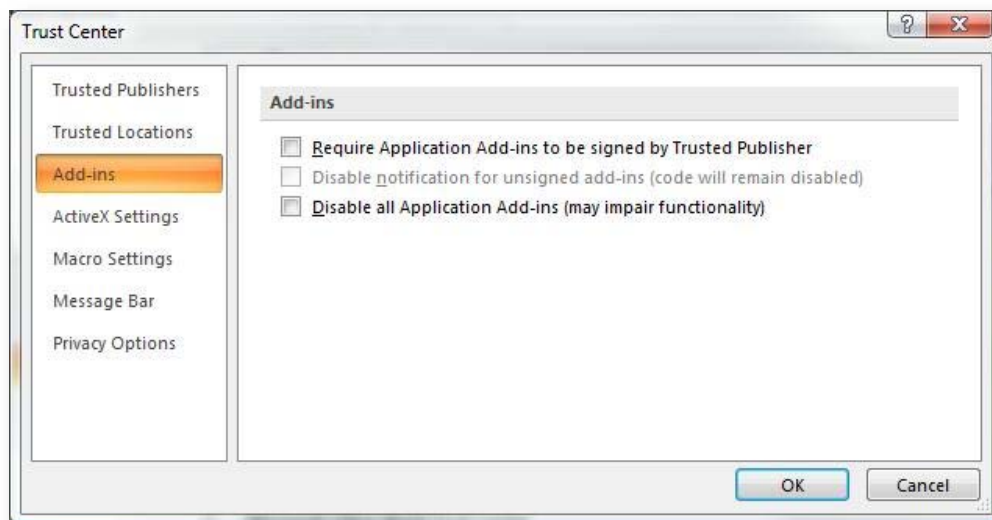 Trust Center
Trusted Publishers
Trusted Locations
Add-ins
ActiveX Settings
Macro Settings
Message Bar
Privacy Options
Add-ins
Require Application Add-ins to be signed by Trusted Publisher
Disable notification for unsigned add-ins (code will remain disabled)
Disable all Application Add-ins (may impair functionality)
OK
Cancel